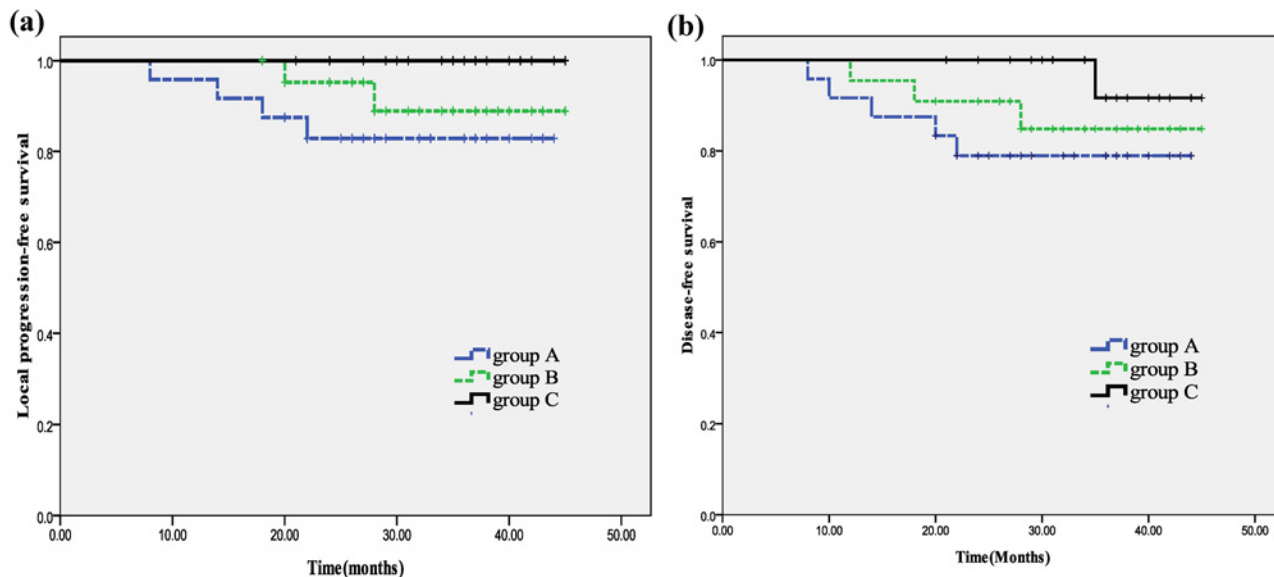 (a)
Local progression-free survival
1.0
0.8
0.6
0.4
0.2
0.0
0.00 10.00 20.00 30.00 40.00 50.00
Time(months)
group A
group B
group C
(b)
Disease-free survival
1.0
0.8
0.6
0.4
0.2
0.0
0.00 10.00 20.00 30.00 40.00 50.00
Time(Months)
group A
group B
group C